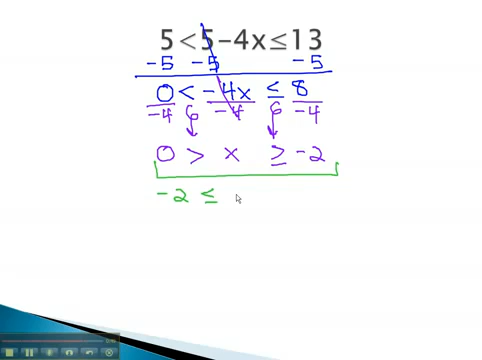 5 < 5 – 4x ≤ 13
-5 -5 -5
0 < -4x ≤ 8
-4 -4 -4
0 > x ≥ -2
-2 ≤